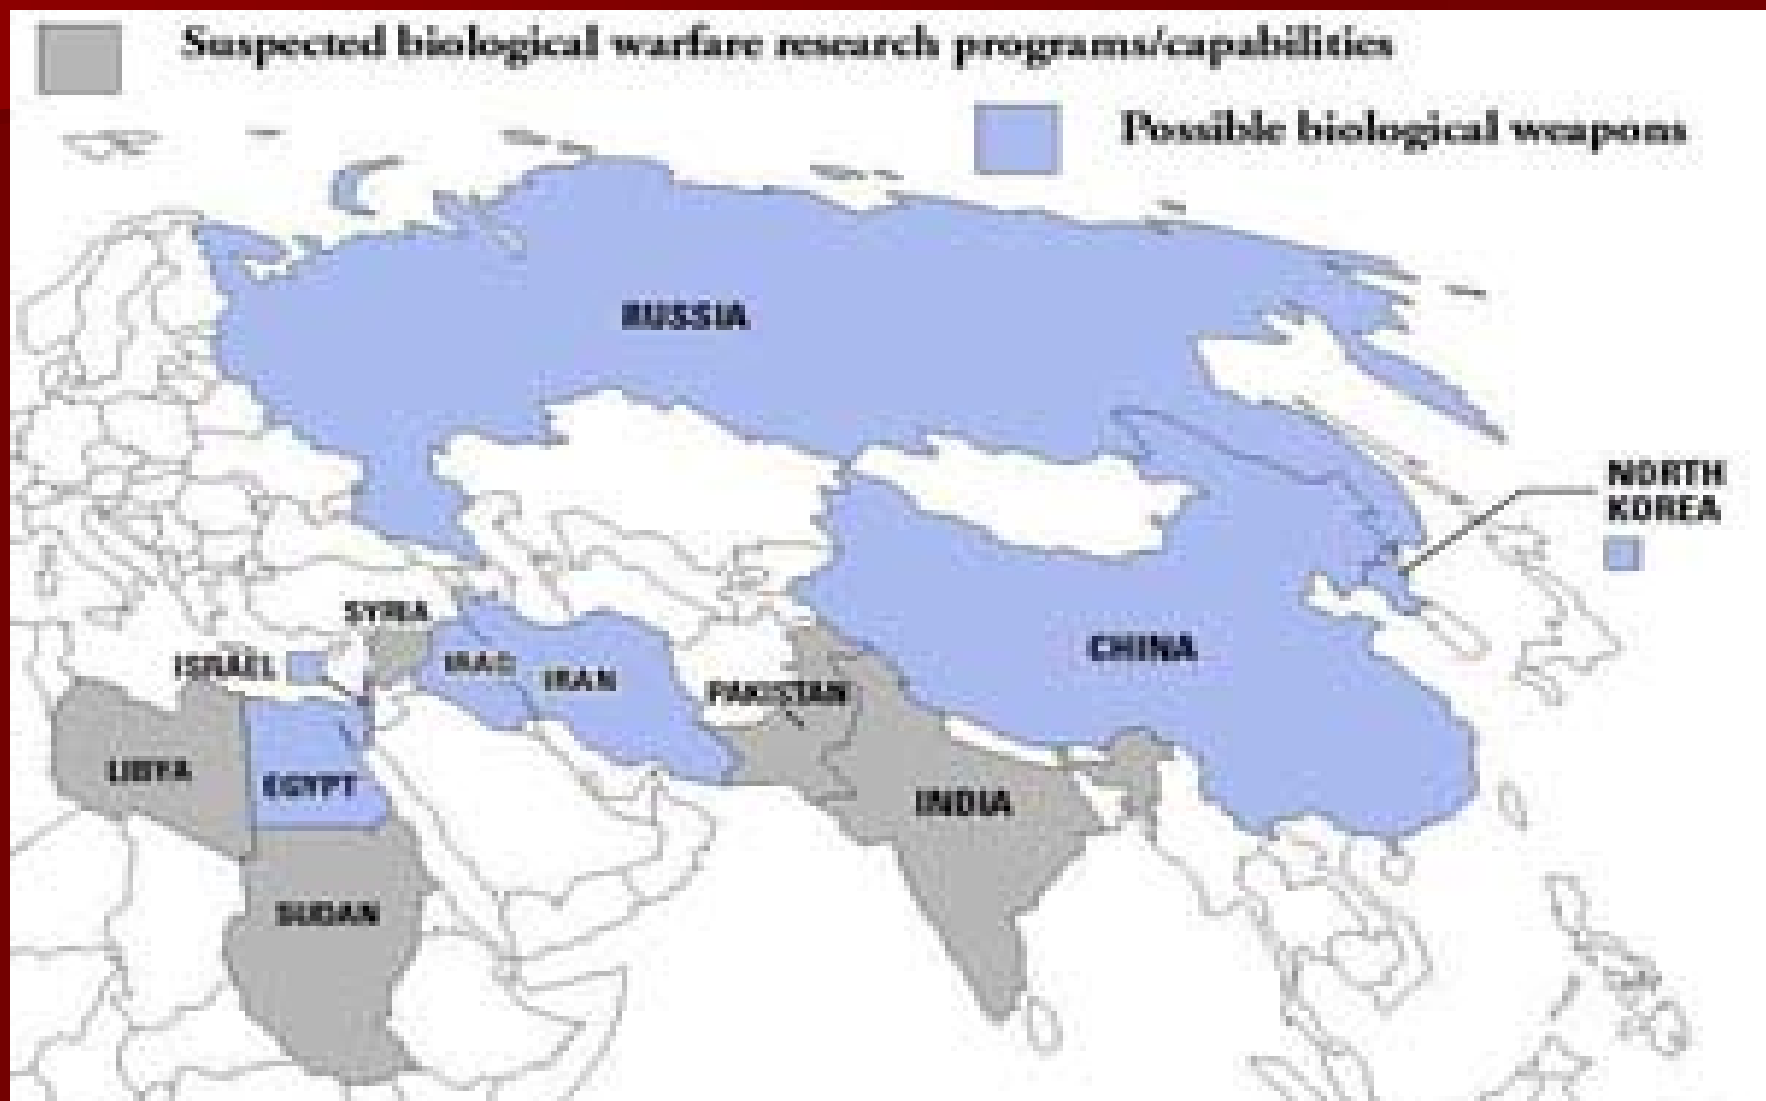 Suspected biological warfare research programs/capabilities
Possible biological weapons
RUSSIA
NORTH
KOREA
SYRIA
ISRAEL
IRAQ
IRAN
CHINA
PAKISTAN
LIBYA
EGYPT
INDIA
SUDAN